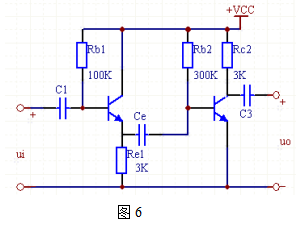 +VCC
Rb1
Rb2
Rc2
100K
300K
3K
C1
Ce
C3
+
+
ui
uo
Re1
3K
-
图 6